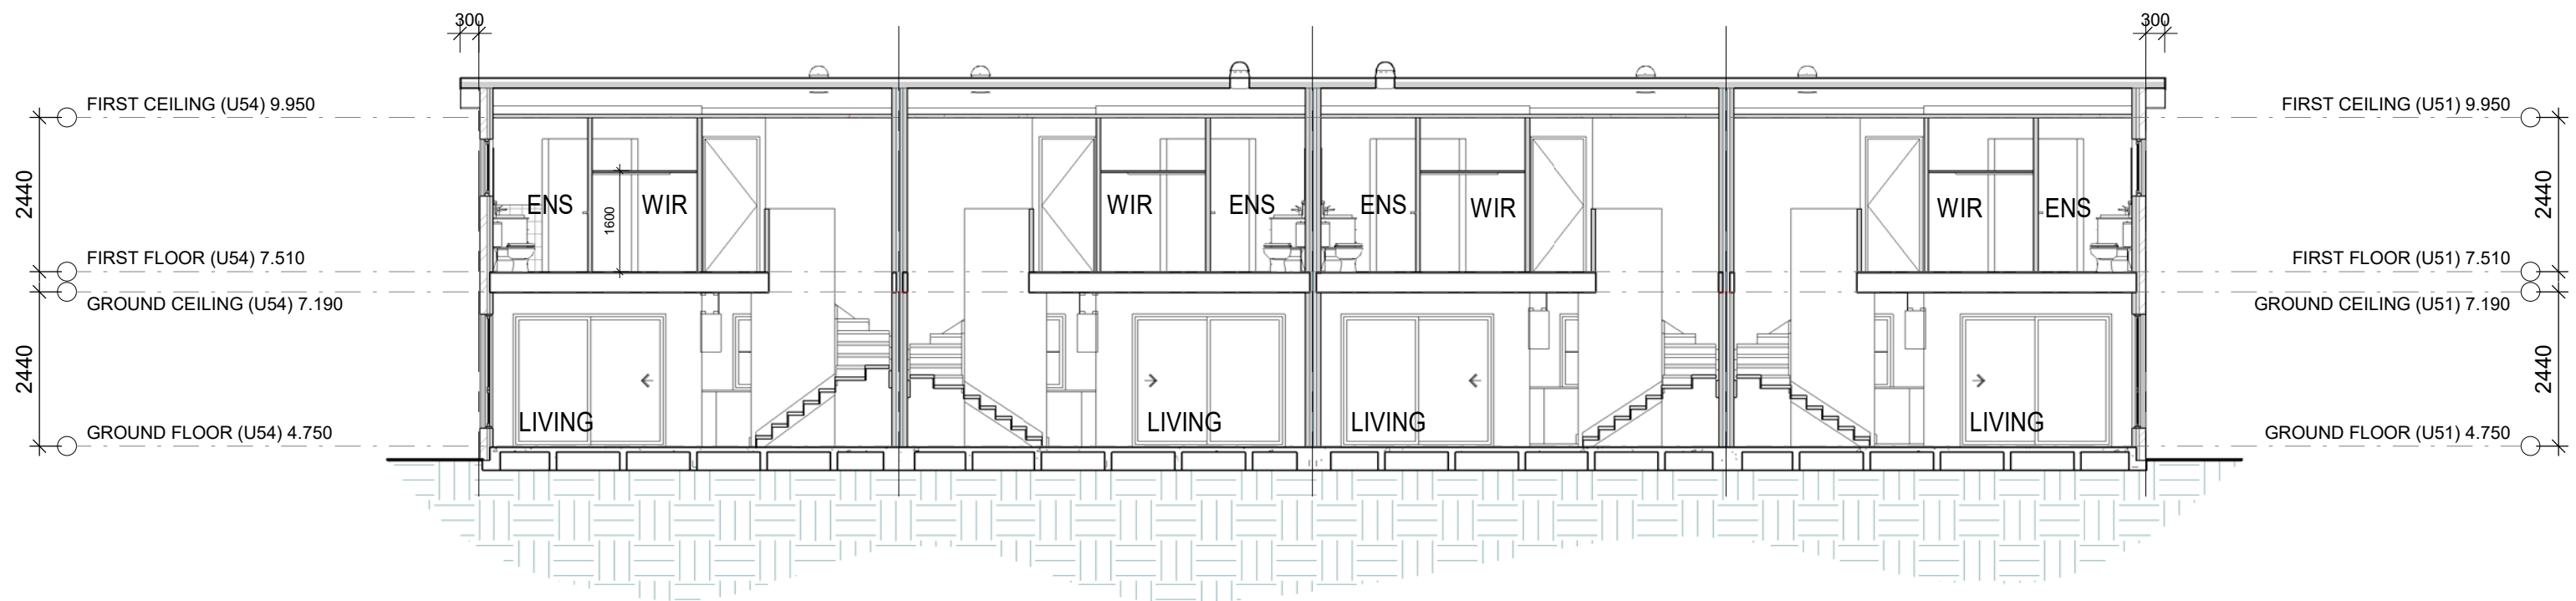 300
300
FIRST CEILING (U54) 9.950
FIRST CEILING (U51) 9.950
2440
ENS
WIR
1600
WIR
ENS
ENS
WIR
WIR
ENS
2440
FIRST FLOOR (U54) 7.510
FIRST FLOOR (U51) 7.510
GROUND CEILING (U54) 7.190
GROUND CEILING (U51) 7.190
2440
LIVING
LIVING
LIVING
LIVING
2440
GROUND FLOOR (U54) 4.750
GROUND FLOOR (U51) 4.750